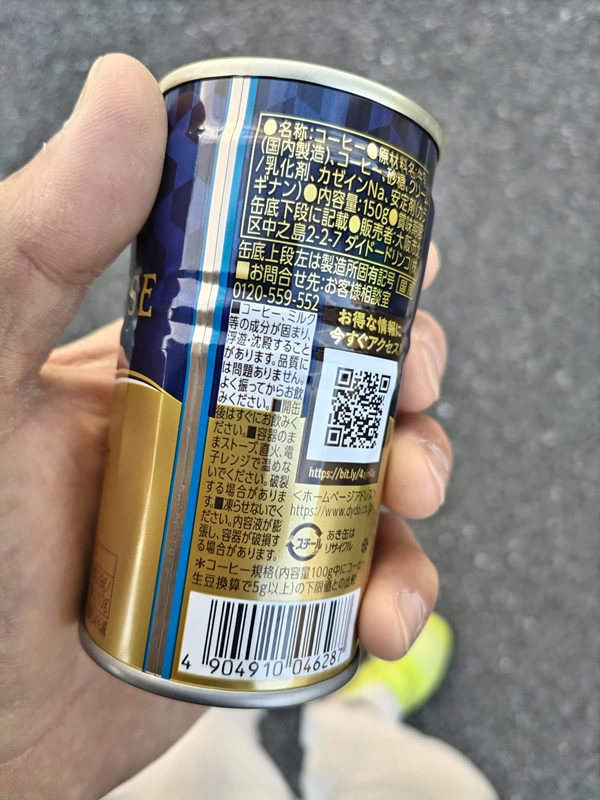 ●名称:コーヒー●原材料名:牛乳
(国内製造)、コーヒー、砂糖、クリ
/乳化剤、カゼインNa、安定剤(カラ
ギナン)●内容量:150g●賞味期限:
缶底下段に記載●販売者:大阪市
区中之島2-2-7 ダイドードリンコ
缶底上段左は製造所固有記号
■お問合せ先:お客様相談室
0120-559-552
SE
■コーヒー、ミルク
等の成分が固まり、
浮遊・沈殿すること
がありますが、品質に
は問題ありません。
よく振ってからお飲
みください。■開缶
後はすぐにお飲みく
ださい。■容器のま
まストーブ、直火、電
子レンジで温めな
いでください。破裂
する場合がありま
す。■凍らせないでく
ださい。内容液が膨
張し、容器が破損す
る場合があります。
お得な情報に
今すぐアクセス!
https://bit.ly/4
<ホームページアドレス>
https://www.dydo.co.jp
スチール
あき缶は
リサイクル
＊コーヒー規格(内容量100g中にコーヒー
生豆換算で5g以上)の下限値との比較
4 904910 046287